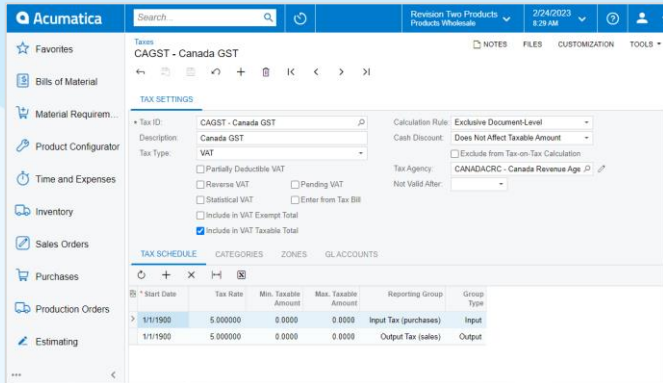 Acumatica
Search...
Revision Two Products
Products Wholesale
2/24/2023
8:29 AM
Favorites
Bills of Material
Material Requirem...
Product Configurator
Time and Expenses
Inventory
Sales Orders
Purchases
Production Orders
Estimating
Taxes
CAGST - Canada GST
NOTES FILES CUSTOMIZATION TOOLS
TAX SETTINGS
* Tax ID: CAGST - Canada GST
Description: Canada GST
Tax Type: VAT
Partially Deductible VAT
Reverse VAT Pending VAT
Statistical VAT Enter from Tax Bill
Include in VAT Exempt Total
Include in VAT Taxable Total
Calculation Rule: Exclusive Document-Level
Cash Discount: Does Not Affect Taxable Amount
Exclude from Tax-on-Tax Calculation
Tax Agency: CANADACRC - Canada Revenue Age
Not Valid After:
TAX SCHEDULE CATEGORIES ZONES GL ACCOUNTS
* Start Date Tax Rate Min. Taxable Amount Max. Taxable Amount Reporting Group Group Type
1/1/1900 5.000000 0.0000 0.0000 Input Tax (purchases) Input
1/1/1900 5.000000 0.0000 0.0000 Output Tax (sales) Output